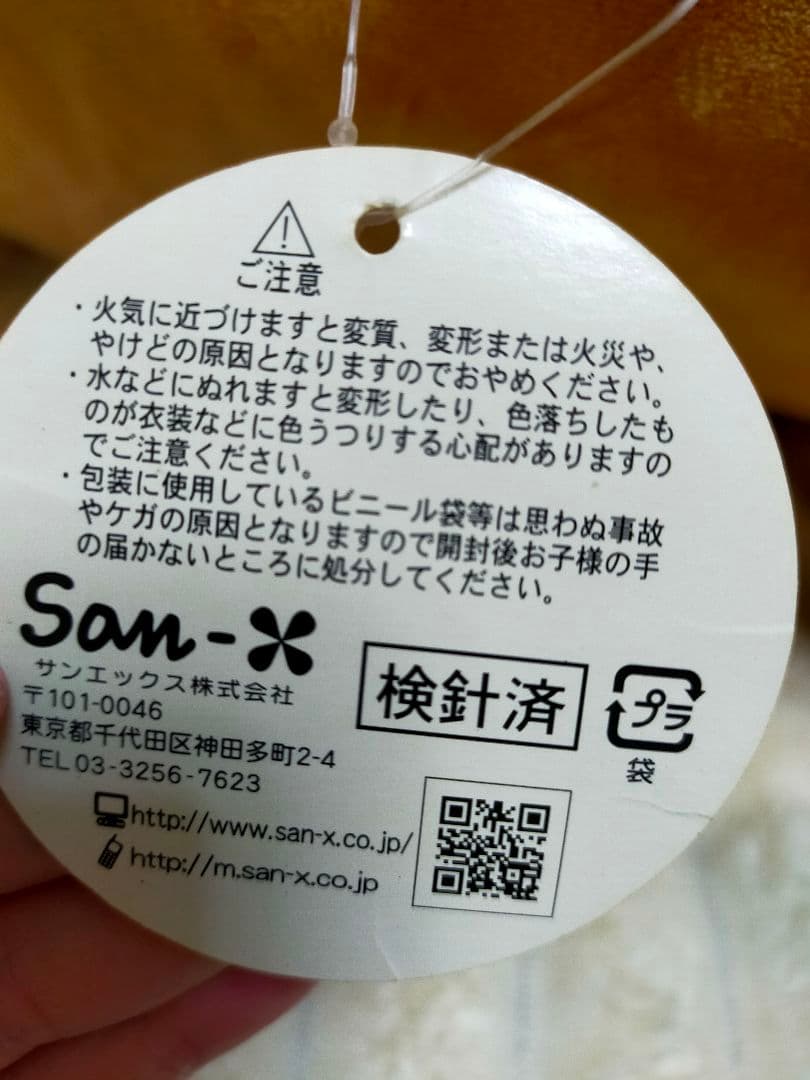 ご注意
・火気に近づけますと変質、変形または火災や、
やけどの原因となりますのでおやめください。
・水などにぬれますと変形したり、色落ちしたも
のが衣装などに色うつりする心配がありますの
でご注意ください。
・包装に使用しているビニール袋等は思わぬ事故
やケガの原因となりますので開封後お子様の手
の届かないところに処分してください。
San-X
サンエックス株式会社
〒101-0046
東京都千代田区神田多町2-4
TEL 03-3256-7623
http://www.san-x.co.jp/
http://m.san-x.co.jp
検針済
プラ
袋